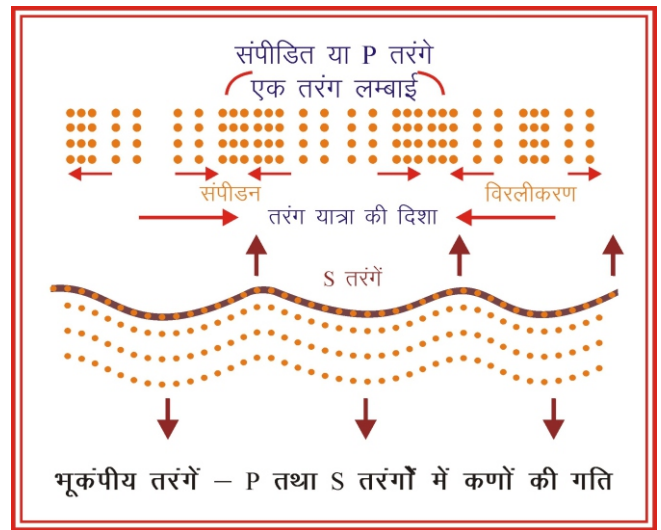 संपीडित या P तरंगे
एक तरंग लम्बाई
संपीडन विरलीकरण
तरंग यात्रा की दिशा
S तरंगें
भूकंपीय तरंगें – P तथा S तरंगोें में कणों की गति